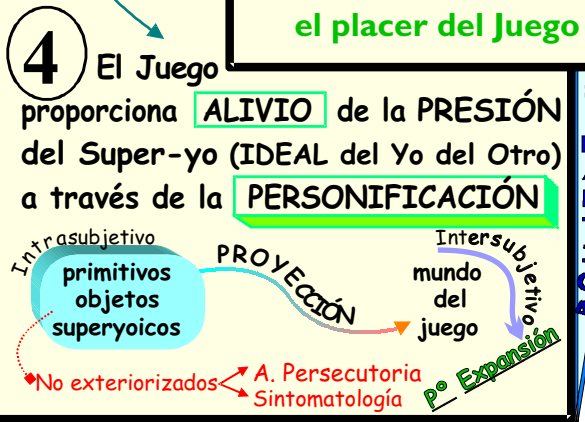 el placer del Juego
4 El Juego
proporciona ALIVIO de la PRESIÓN
del Super-yo (IDEAL del Yo del Otro)
a través de la PERSONIFICACIÓN
Intrasubjetivo
PROYECCIÓN
Intersubjetivo
primitivos
objetos
superyoicos
mundo
del
juego
Pº Expansión
No exteriorizados
A. Persecutoria
Sintomatología